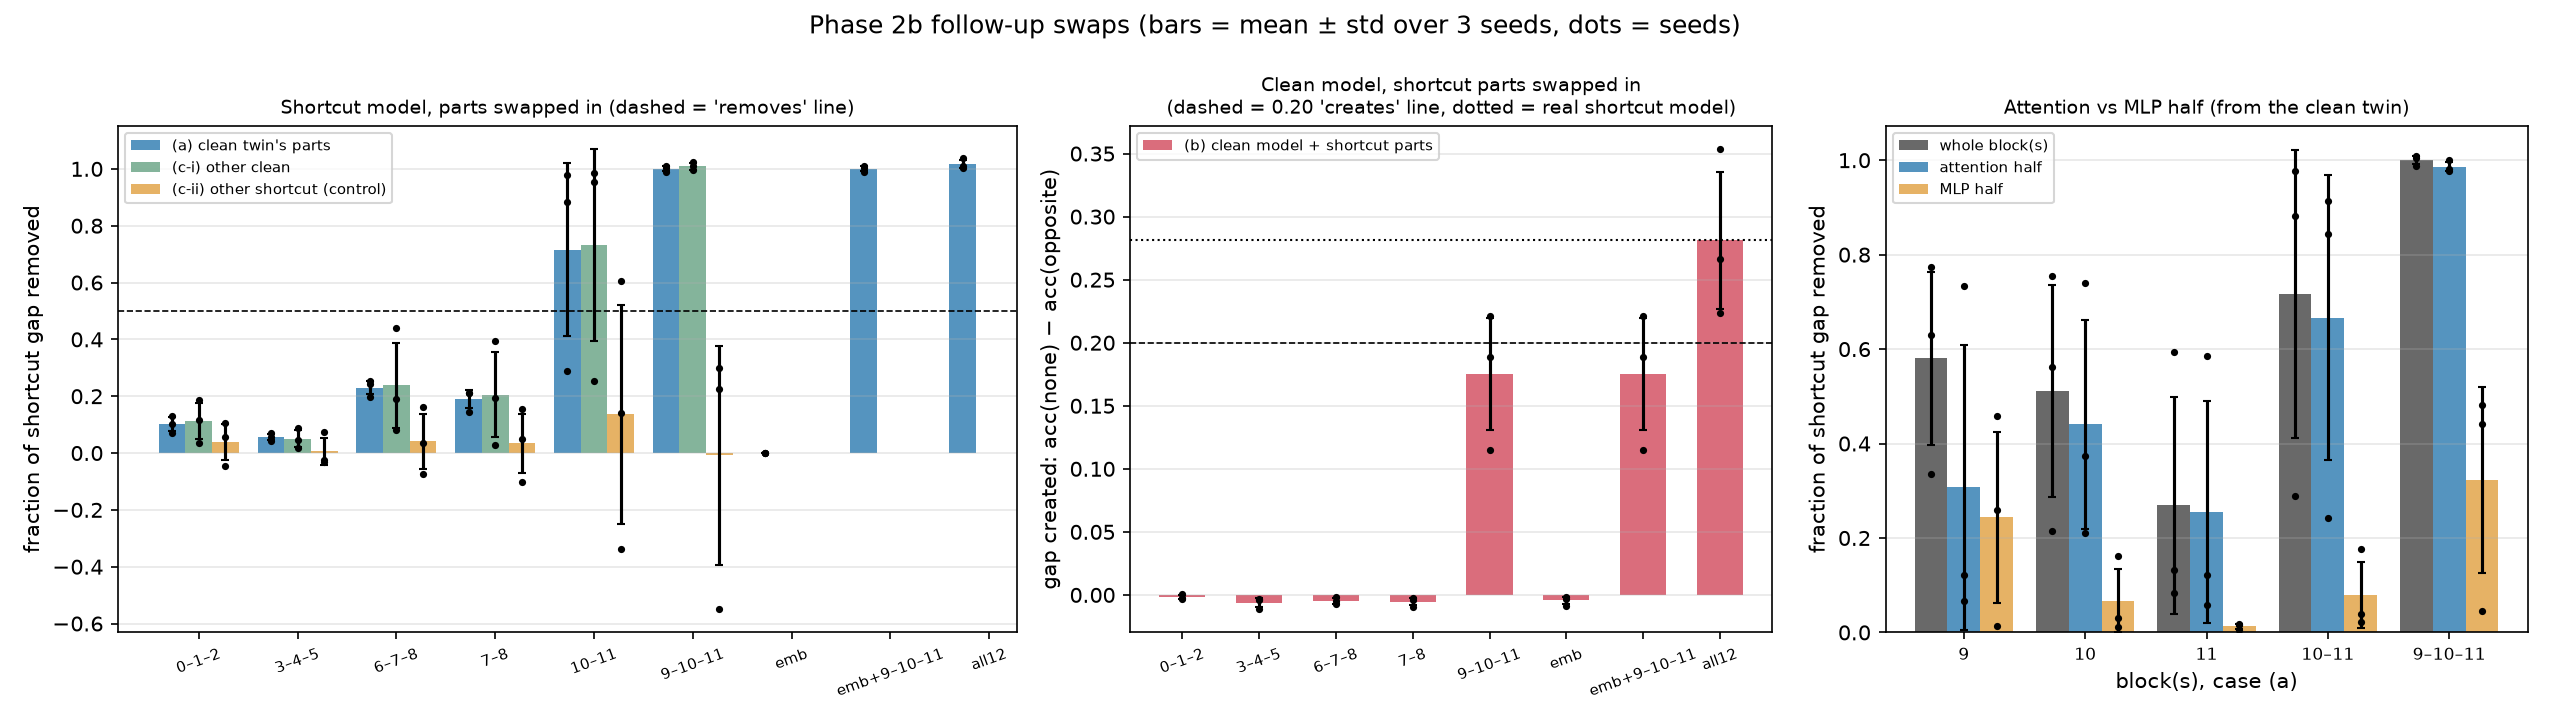 Phase 2b follow-up swaps (bars = mean ± std over 3 seeds, dots = seeds)
Shortcut model, parts swapped in (dashed = 'removes' line)
(a) clean twin's parts
(c-i) other clean
(c-ii) other shortcut (control)
fraction of shortcut gap removed
1.0
0.8
0.6
0.4
0.2
0.0
−0.2
−0.4
−0.6
0–1–2
3–4–5
6–7–8
7–8
10–11
9–10–11
emb
emb+9–10–11
all12
Clean model, shortcut parts swapped in
(dashed = 0.20 'creates' line, dotted = real shortcut model)
(b) clean model + shortcut parts
gap created: acc(none) − acc(opposite)
0.35
0.30
0.25
0.20
0.15
0.10
0.05
0.00
0–1–2
3–4–5
6–7–8
7–8
9–10–11
emb
emb+9–10–11
all12
Attention vs MLP half (from the clean twin)
whole block(s)
attention half
MLP half
fraction of shortcut gap removed
1.0
0.8
0.6
0.4
0.2
0.0
9
10
11
10–11
9–10–11
block(s), case (a)